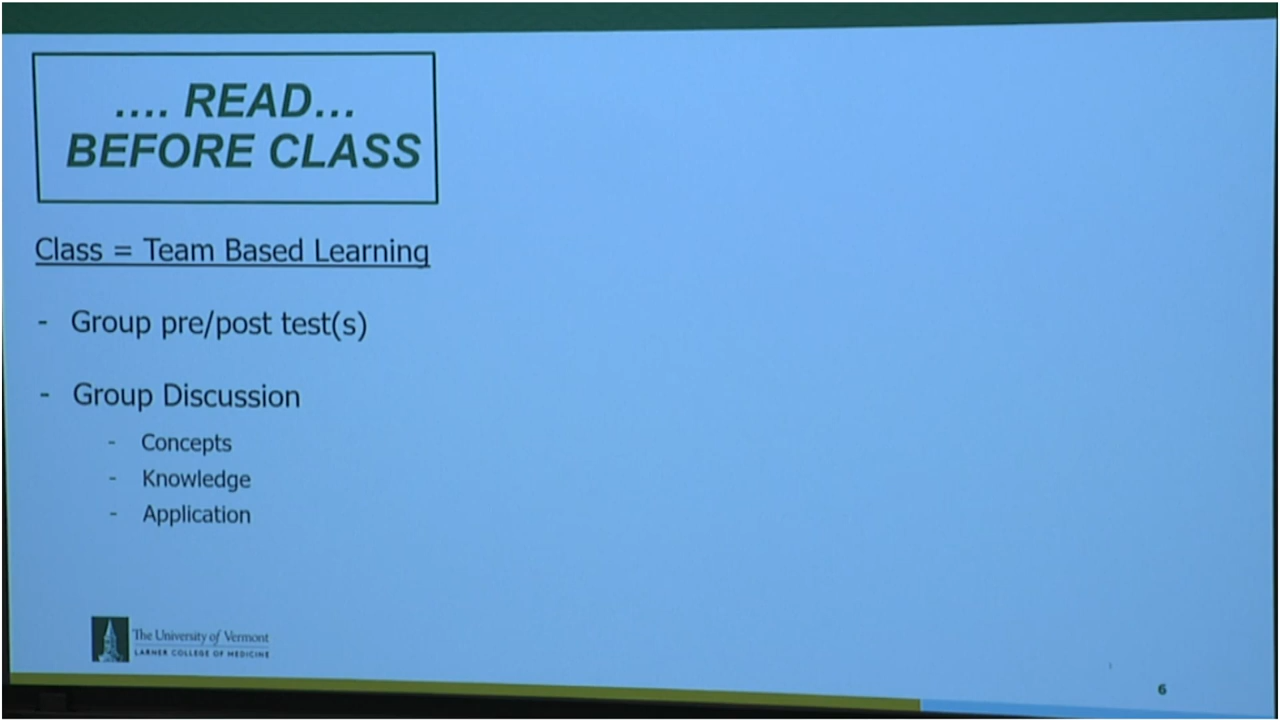 .... READ...
BEFORE CLASS
Class = Team Based Learning
- Group pre/post test(s)
- Group Discussion
- Concepts
- Knowledge
- Application
The University of Vermont
LARNER COLLEGE OF MEDICINE
6